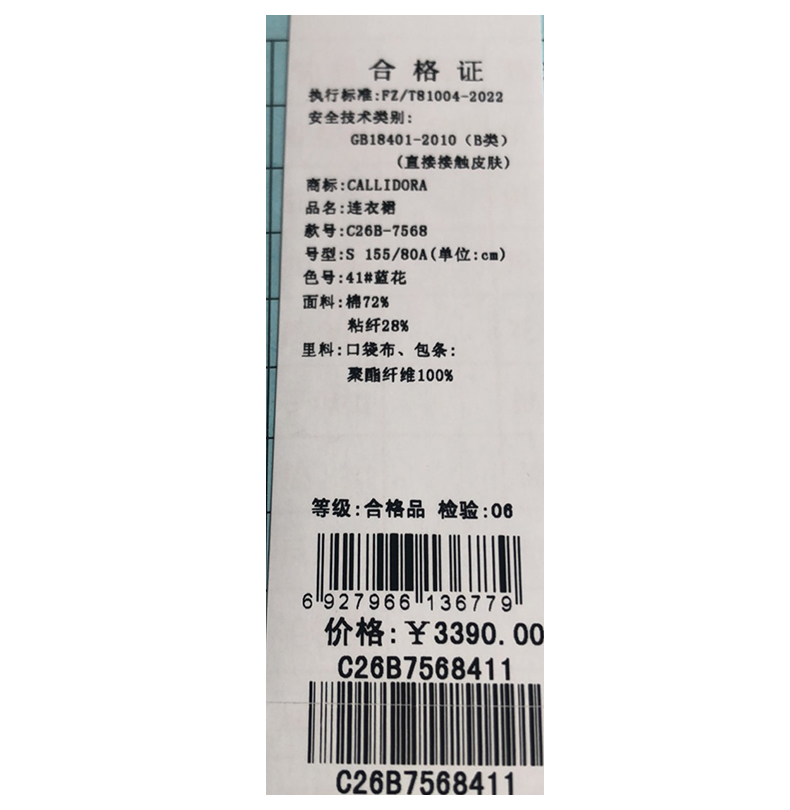 合格证
执行标准:FZ/T81004-2022
安全技术类别:
GB18401-2010（B类）
(直接接触皮肤)
商标:CALLIDORA
品名:连衣裙
款号:C26B-7568
号型:S 155/80A(单位:cm)
色号:41#蓝花
面料:棉72%
粘纤28%
里料:口袋布、包条:
聚酯纤维100%
等级:合格品 检验:06
6 927966 136779
价格:¥3390.00
C26B7568411
C26B7568411